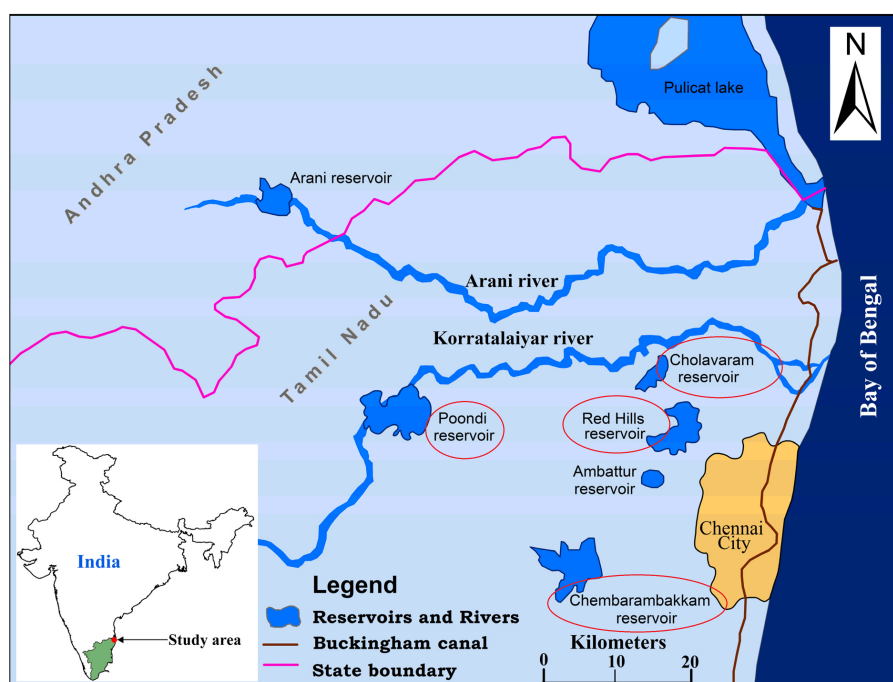 N
Pulicat lake
Andhra Pradesh
Arani reservoir
Arani river
Tamil Nadu
Korratalaiyar river
Cholavaram
reservoir
Bay of Bengal
Poondi
reservoir
Red Hills
reservoir
Ambattur
reservoir
Chennai
City
India
Study area
Legend
Reservoirs and Rivers
Buckingham canal
State boundary
Chembarambakkam
reservoir
Kilometers
0 10 20